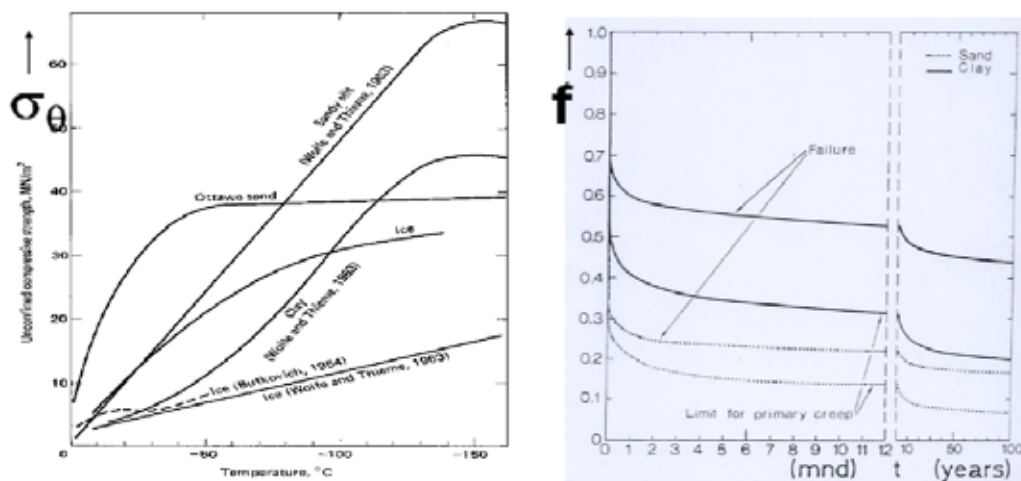 σθ
Unconfined compressive strength, MN/m²
60
50
40
30
20
10
0
-50
-100
-150
Temperature, °C
Sandy silt
(Wolfe and Thieme, 1963)
Ottawa sand
Ice
Clay
(Wolfe and Thieme, 1963)
Ice (Butkovich, 1954)
Ice (Wolfe and Thieme, 1963)
f
1.0
0.9
0.8
0.7
0.6
0.5
0.4
0.3
0.2
0.1
0
Sand
Clay
Failure
Limit for primary creep
0 1 2 3 4 5 6 7 8 9 10 11 12 10 50 100
(mnd) t (years)